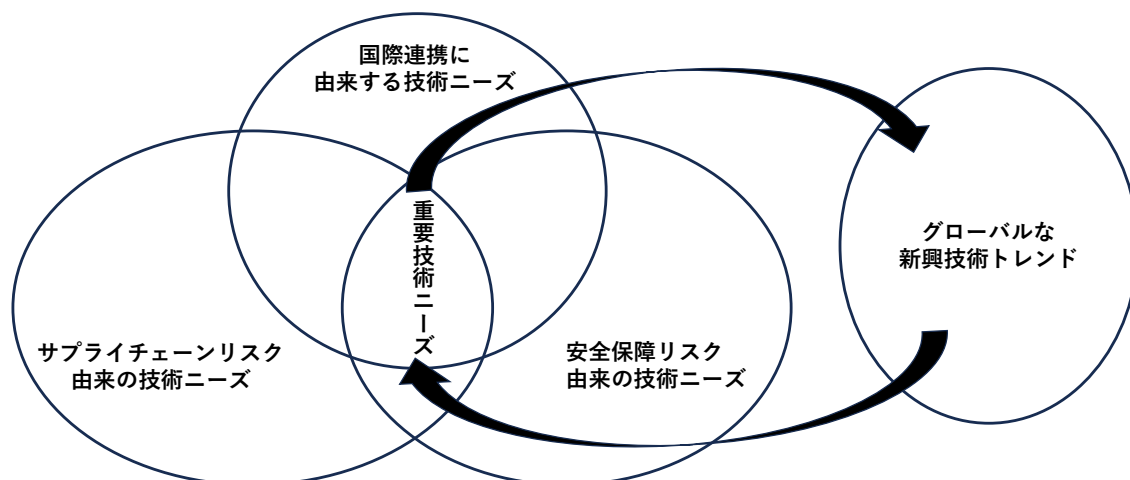 国際連携に
由来する技術ニーズ
重要技術ニーズ
グローバルな
新興技術トレンド
サプライチェーンリスク
由来の技術ニーズ
安全保障リスク
由来の技術ニーズ